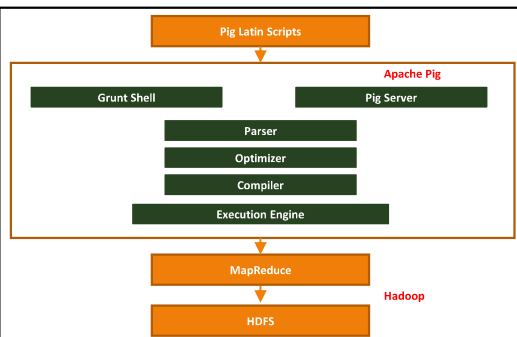 Pig Latin Scripts
Apache Pig
Grunt Shell
Pig Server
Parser
Optimizer
Compiler
Execution Engine
MapReduce
Hadoop
HDFS